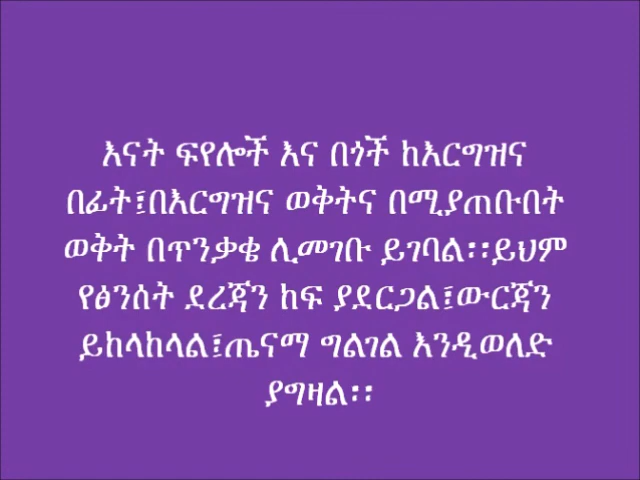 እናት ፍየሎች እና በጎች ከእርግዝና
በፊት፤በእርግዝና ወቅትና በሚያጠቡበት
ወቅት በጥንቃቄ ሊመገቡ ይገባል፡፡ይህም
የፅንሰት ደረጃን ከፍ ያደርጋል፤ውርጃን
ይከላከላል፤ጤናማ ግልገል እንዲወለድ
ያግዛል፡፡